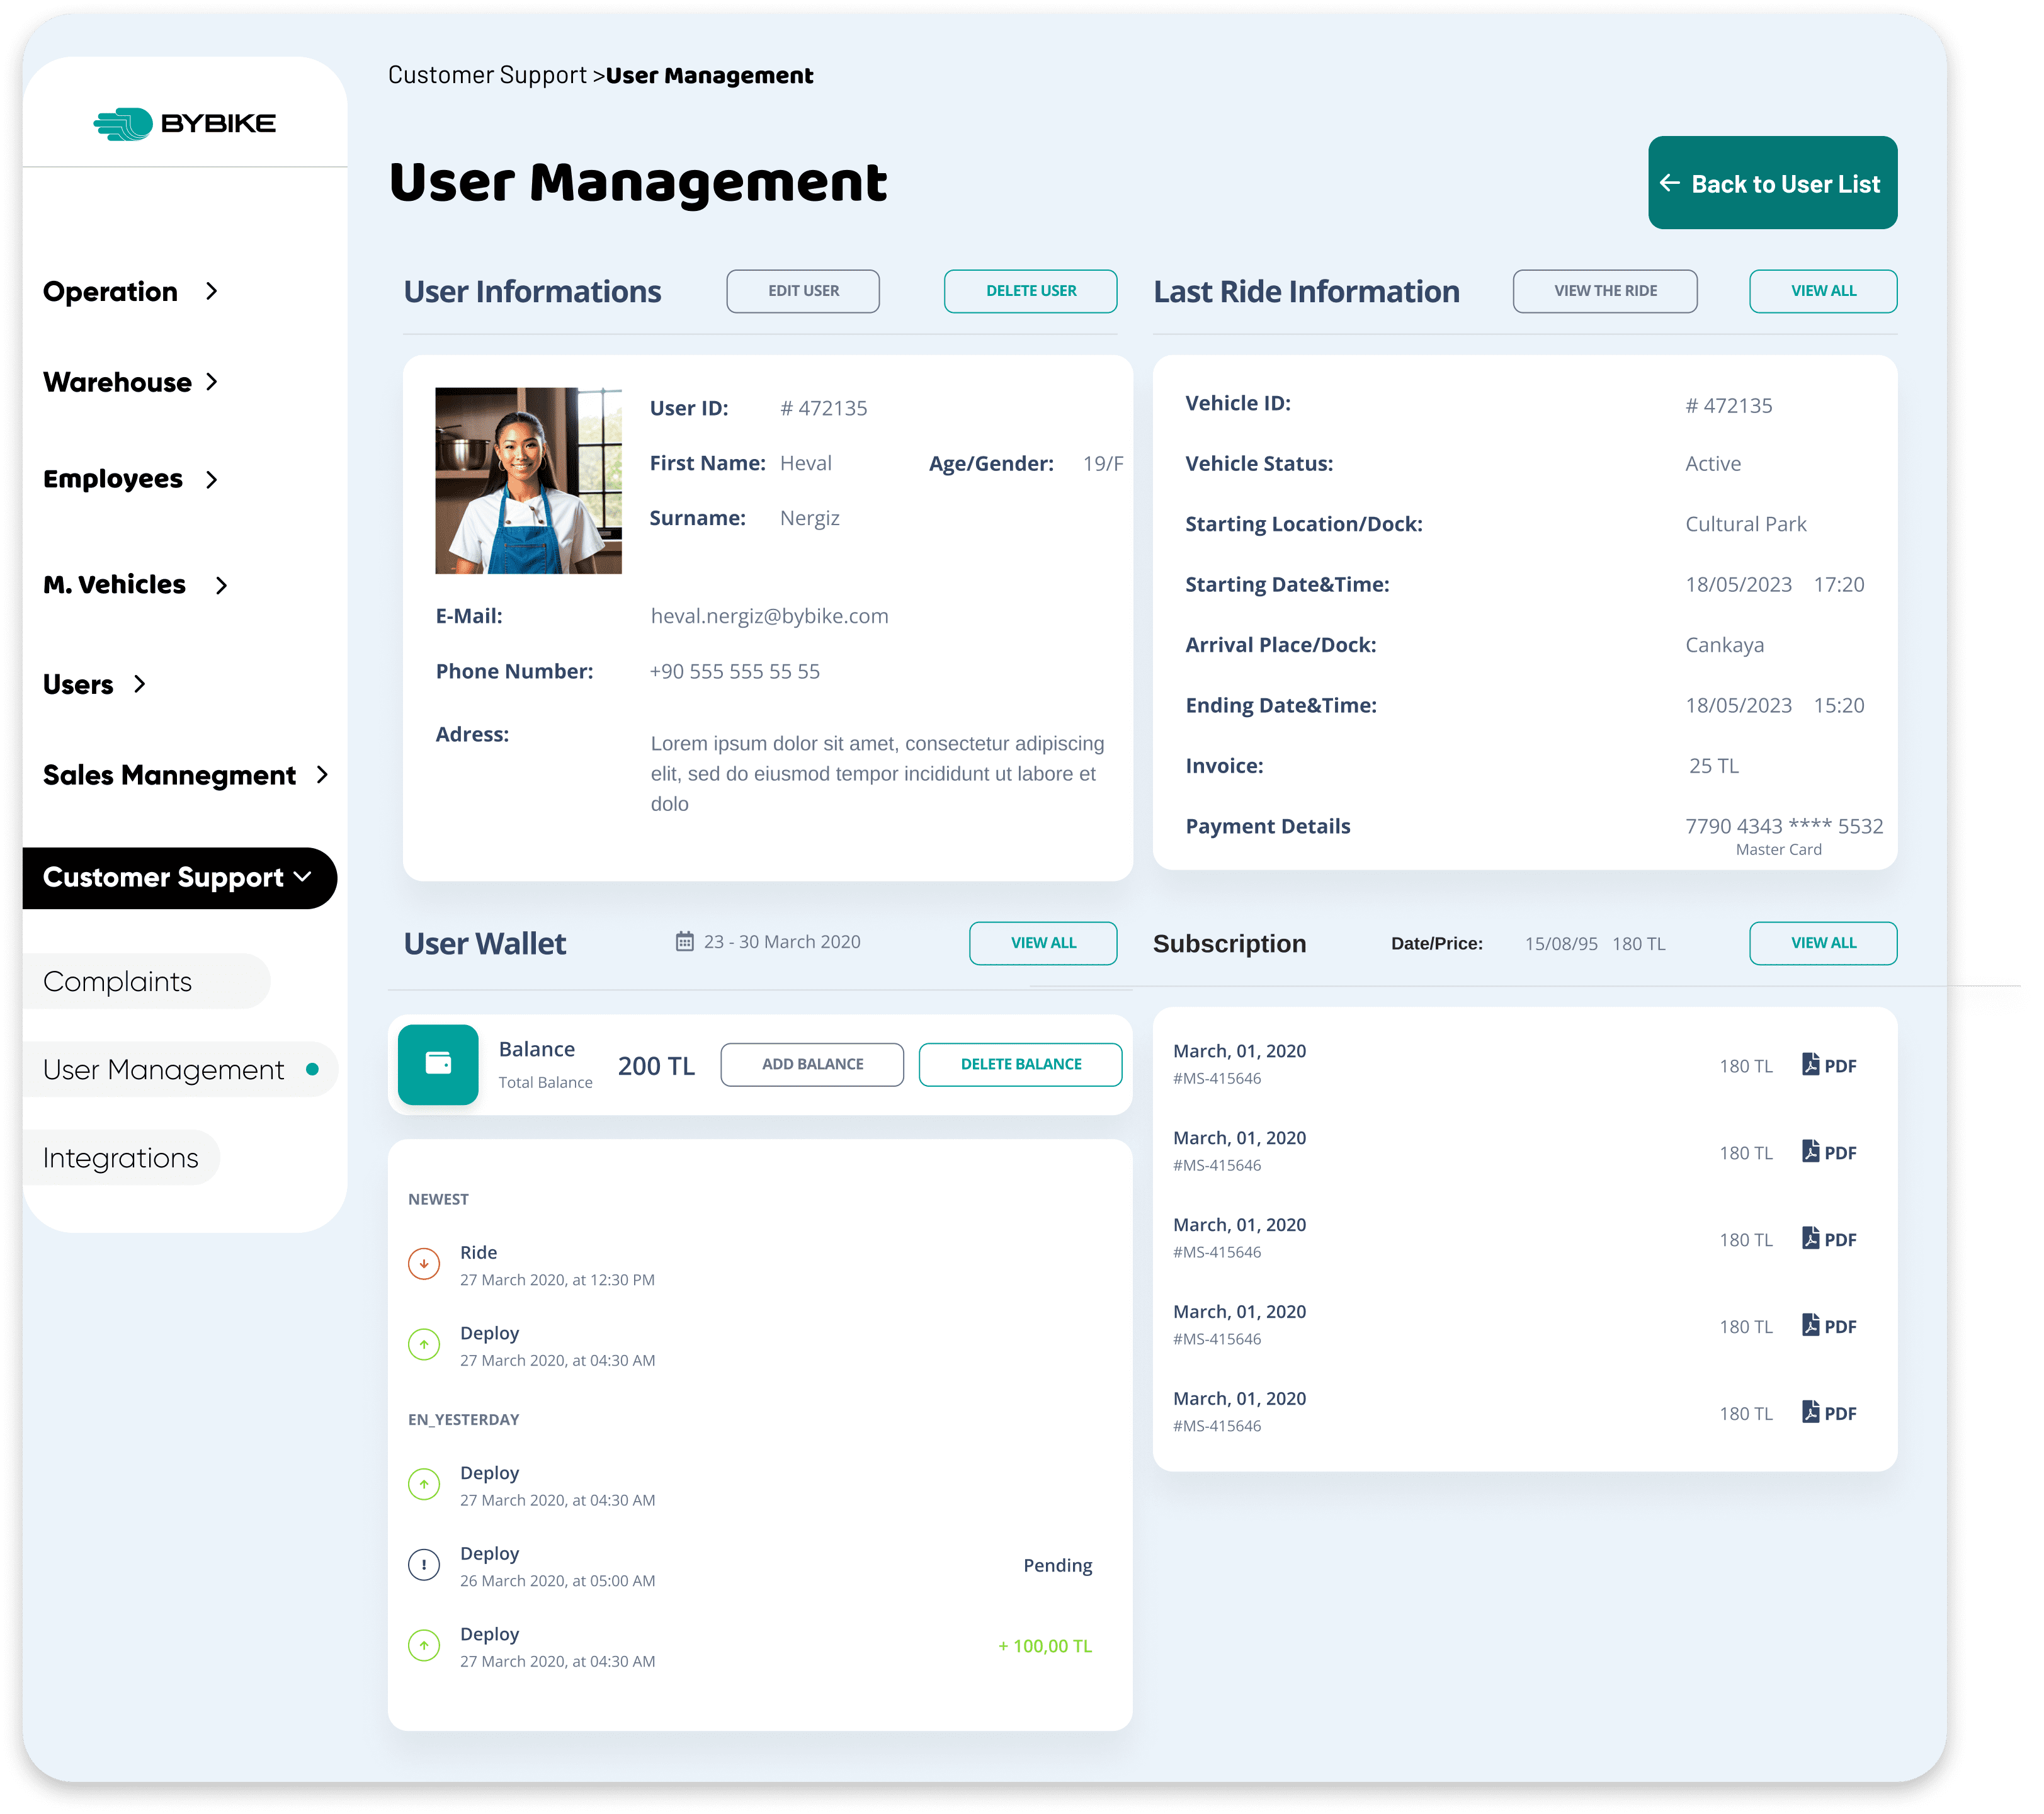 Customer Support >User Management
BYBIKE
User Management
← Back to User List
Operation
Warehouse
Employees
M. Vehicles
Users
Sales Mannegment
Customer Support
Complaints
User Management
Integrations
User Informations
EDIT USER
DELETE USER
User ID: # 472135
First Name: Heval
Age/Gender: 19/F
Surname: Nergiz
E-Mail: heval.nergiz@bybike.com
Phone Number: +90 555 555 55 55
Adress:
Lorem ipsum dolor sit amet, consectetur adipiscing
elit, sed do eiusmod tempor incididunt ut labore et
dolo
Last Ride Information
VIEW THE RIDE
VIEW ALL
Vehicle ID: # 472135
Vehicle Status: Active
Starting Location/Dock: Cultural Park
Starting Date&Time: 18/05/2023 17:20
Arrival Place/Dock: Cankaya
Ending Date&Time: 18/05/2023 15:20
Invoice: 25 TL
Payment Details 7790 4343 **** 5532
Master Card
User Wallet
23 - 30 March 2020
VIEW ALL
Balance
Total Balance
200 TL
ADD BALANCE
DELETE BALANCE
NEWEST
Ride
27 March 2020, at 12:30 PM
Deploy
27 March 2020, at 04:30 AM
EN_YESTERDAY
Deploy
27 March 2020, at 04:30 AM
Deploy
26 March 2020, at 05:00 AM
Pending
Deploy
27 March 2020, at 04:30 AM
+ 100,00 TL
Subscription
Date/Price: 15/08/95 180 TL
VIEW ALL
March, 01, 2020
#MS-415646
180 TL PDF
March, 01, 2020
#MS-415646
180 TL PDF
March, 01, 2020
#MS-415646
180 TL PDF
March, 01, 2020
#MS-415646
180 TL PDF
March, 01, 2020
#MS-415646
180 TL PDF